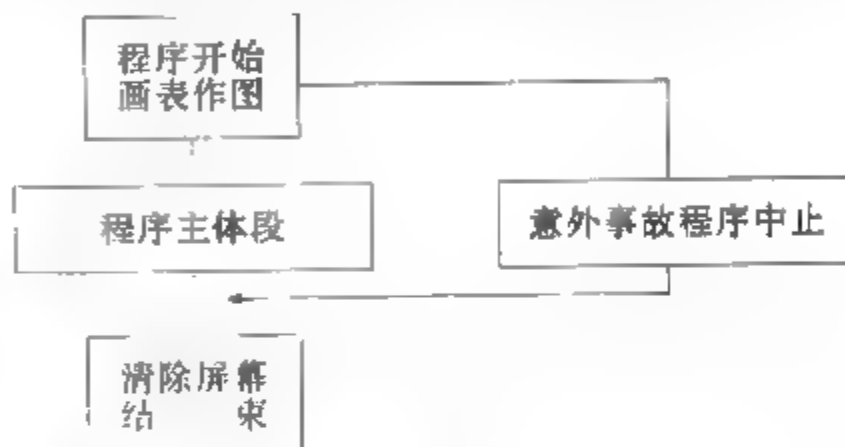 程序开始
画表作图
程序主体段
意外事故程序中止
清除屏幕
结 束